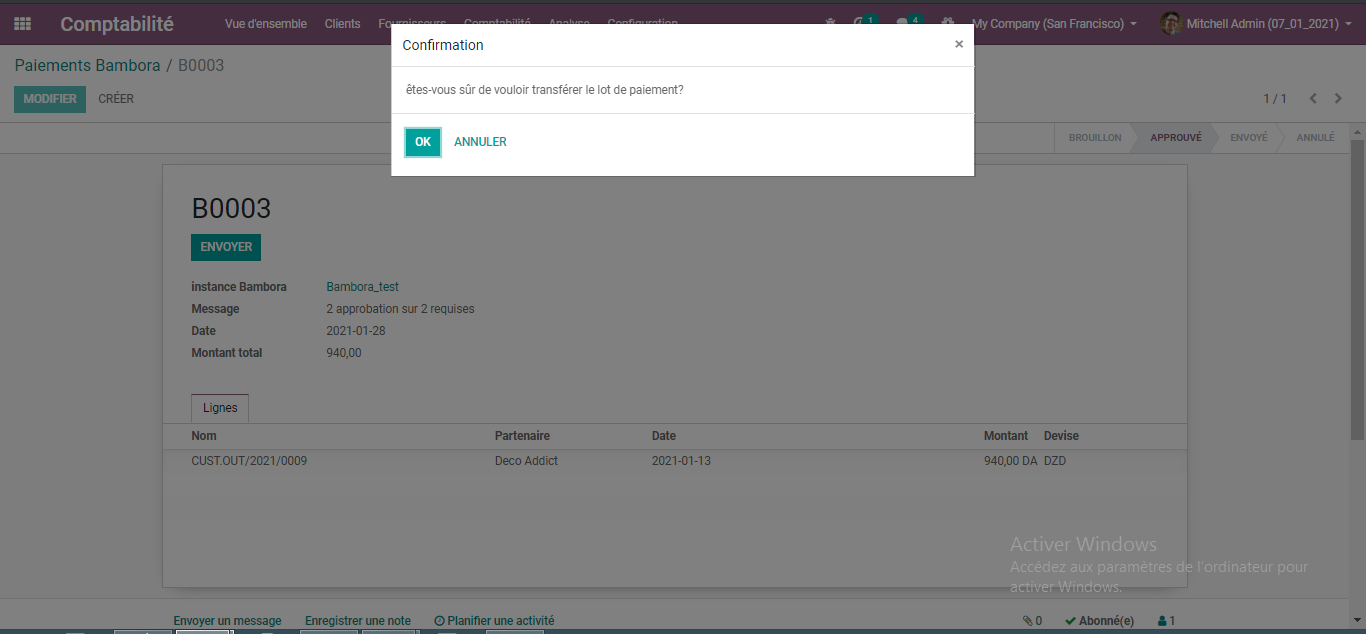 Comptabilité Vue d'ensemble Clients Fournisseurs Comptabilité Analyse Configuration 1 4 My Company (San Francisco) Mitchell Admin (07_01_2021)
Confirmation ×
Paiements Bambora / B0003
êtes-vous sûr de vouloir transférer le lot de paiement?
MODIFIER CRÉER 1 / 1
OK ANNULER
BROUILLON APPROUVÉ ENVOYÉ ANNULÉ
B0003
ENVOYER
instance Bambora Bambora_test
Message 2 approbation sur 2 requises
Date 2021-01-28
Montant total 940,00
Lignes
Nom Partenaire Date Montant Devise
CUST.OUT/2021/0009 Deco Addict 2021-01-13 940,00 DA DZD
Activer Windows
Accédez aux paramètres de l'ordinateur pour
activer Windows.
Envoyer un message Enregistrer une note Planifier une activité 0 Abonné(e) 1